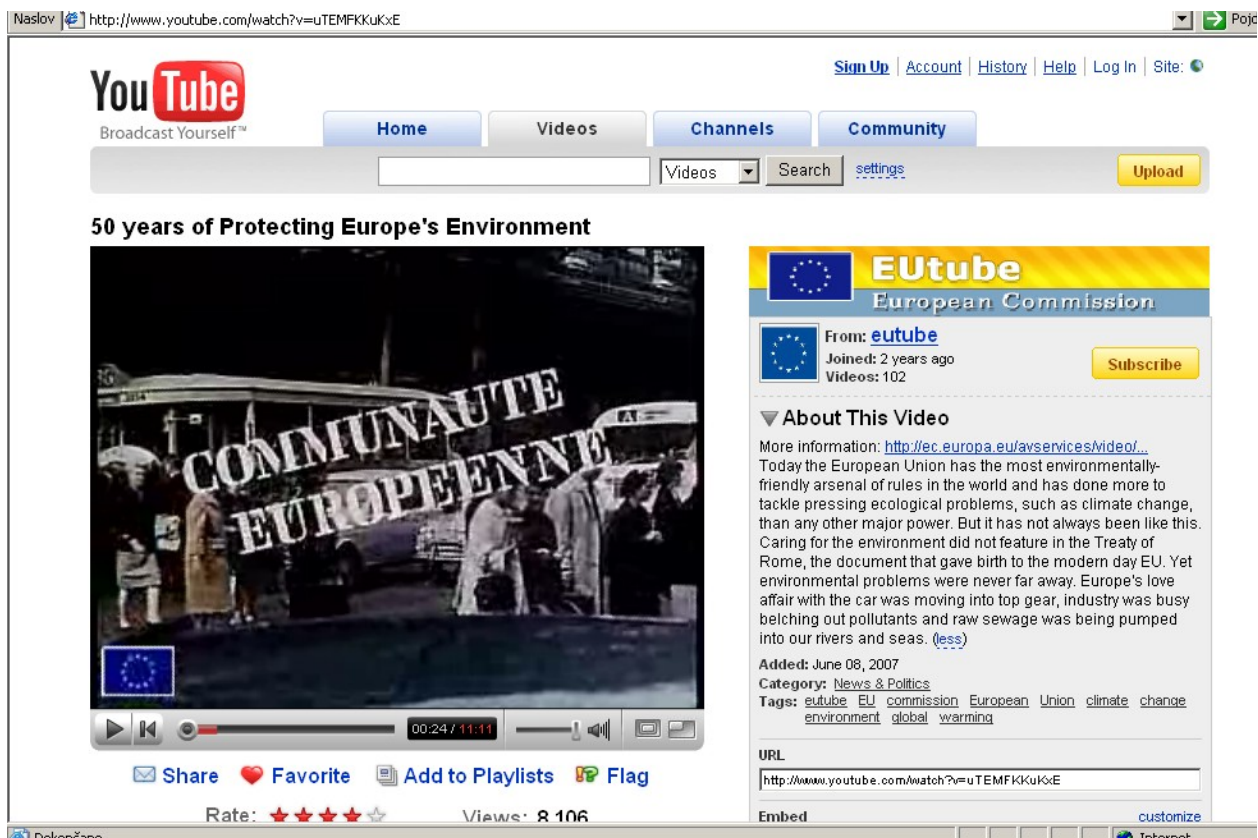 Naslov http://www.youtube.com/watch?v=uTEMFKKuKxE Pojd
Sign Up | Account | History | Help | Log In | Site:
You Tube
Broadcast Yourself™
Home Videos Channels Community
Videos Search settings Upload
50 years of Protecting Europe's Environment
COMMUNAUTE
EUROPEENNE
00:24 / 11:11
Share Favorite Add to Playlists Flag
Rate: Views: 8,106
EUtube
European Commission
From: eutube
Joined: 2 years ago
Videos: 102
Subscribe
About This Video
More information: http://ec.europa.eu/avservices/video/...
Today the European Union has the most environmentally-
friendly arsenal of rules in the world and has done more to
tackle pressing ecological problems, such as climate change,
than any other major power. But it has not always been like this.
Caring for the environment did not feature in the Treaty of
Rome, the document that gave birth to the modern day EU. Yet
environmental problems were never far away. Europe's love
affair with the car was moving into top gear, industry was busy
belching out pollutants and raw sewage was being pumped
into our rivers and seas. (less)
Added: June 08, 2007
Category: News & Politics
Tags: eutube EU commission European Union climate change
environment global warming
URL
http://www.youtube.com/watch?v=uTEMFKKuKxE
Embed customize
Dokončano Internet